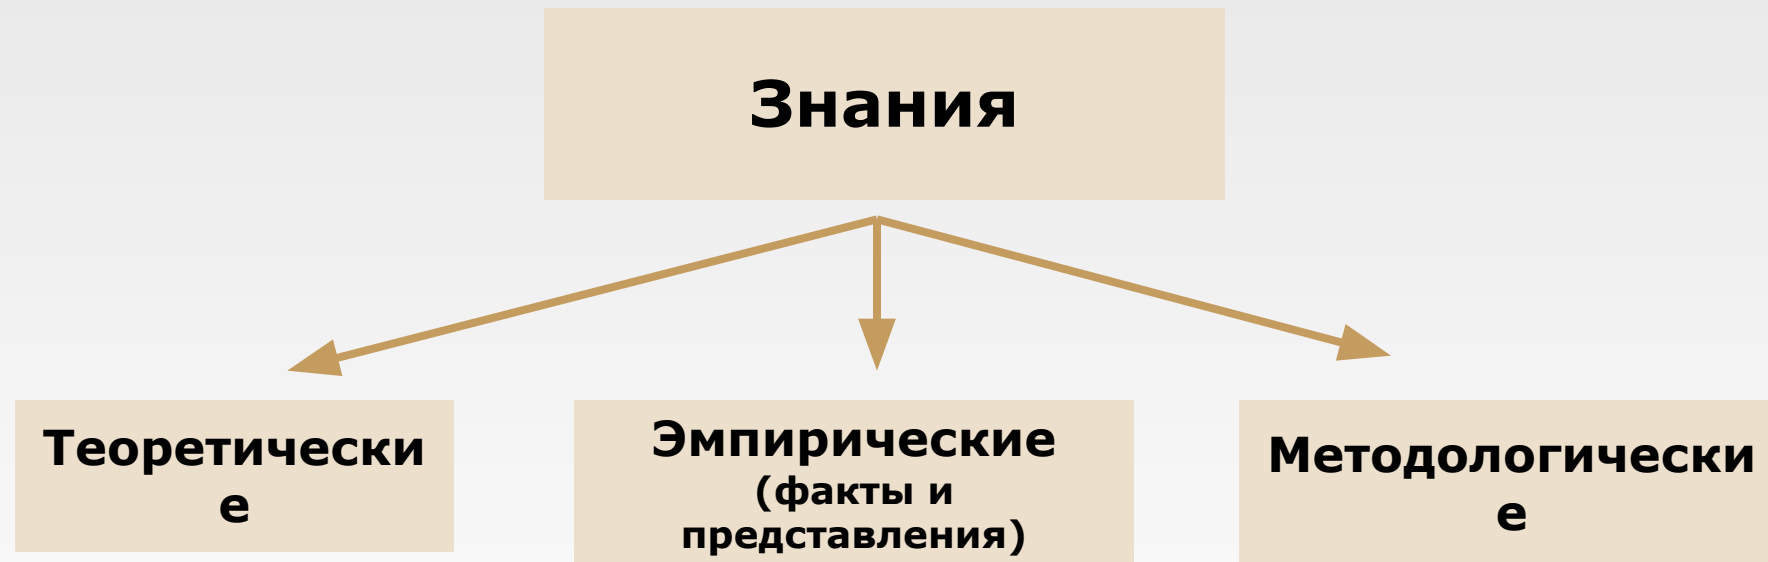 Знания
Теоретически
е
Эмпирические
(факты и
представления)
Методологически
е